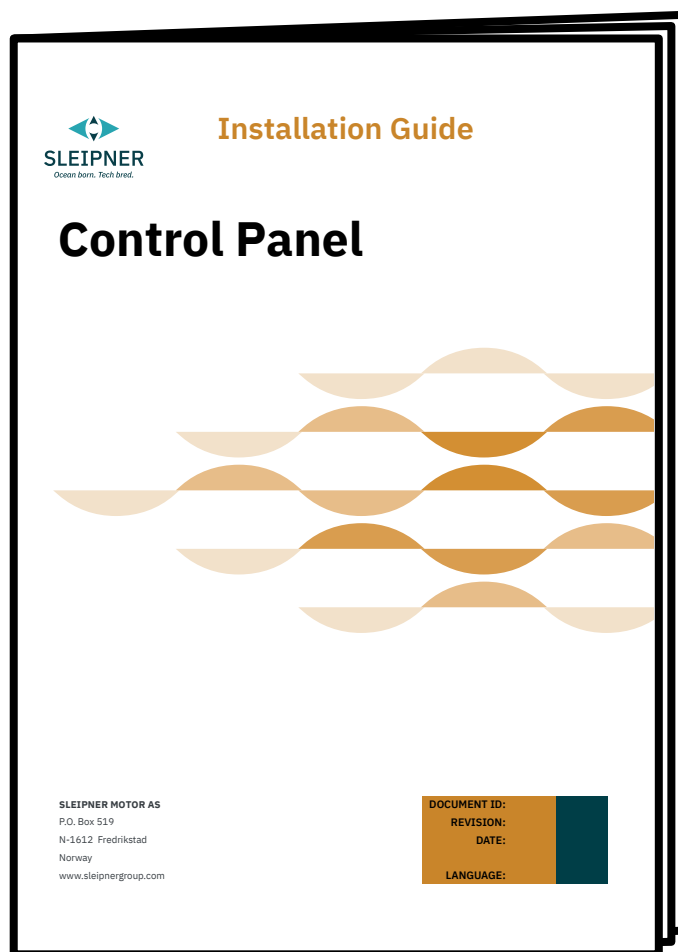 Installation Guide
SLEIPNER
Ocean born. Tech bred.
Control Panel
SLEIPNER MOTOR AS
P.O. Box 519
N-1612 Fredrikstad
Norway
www.sleipnergroup.com
DOCUMENT ID:
REVISION:
DATE:
LANGUAGE: